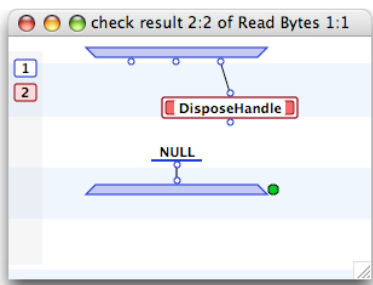 check result 2:2 of Read Bytes 1:1
1
2
DisposeHandle
NULL